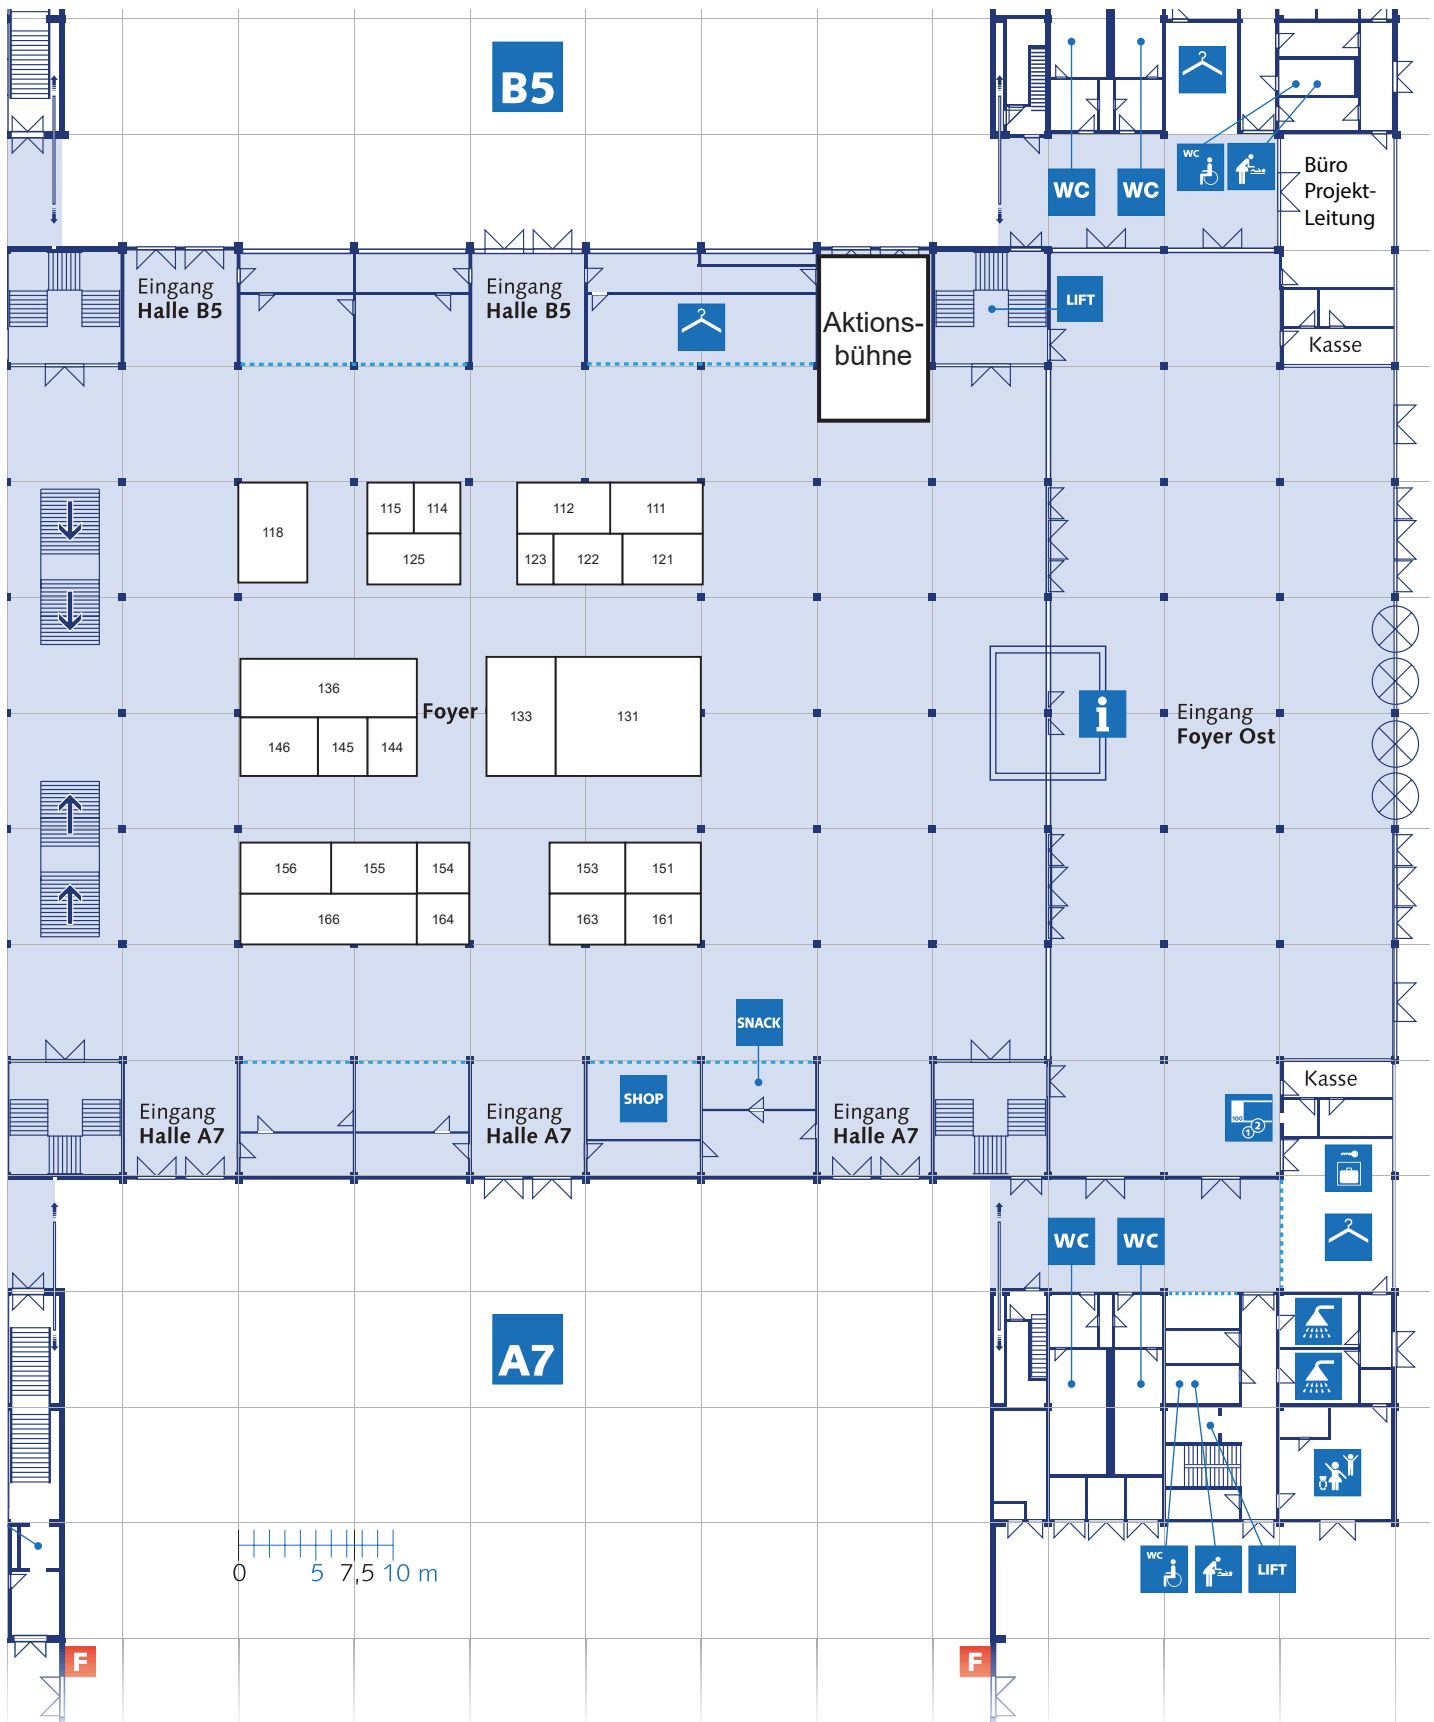 B5
WC
WC
WC
Büro
Projekt-
Leitung
Eingang
Halle B5
Eingang
Halle B5
LIFT
Aktions-
bühne
Kasse
118
115
114
125
112
111
123
122
121
136
146
145
144
Foyer
133
131
i
Eingang
Foyer Ost
156
155
154
166
164
153
151
163
161
SNACK
SHOP
Kasse
Eingang
Halle A7
Eingang
Halle A7
Eingang
Halle A7
100
1 2
WC
WC
A7
0 5 7,5 10 m
WC
LIFT
F
F